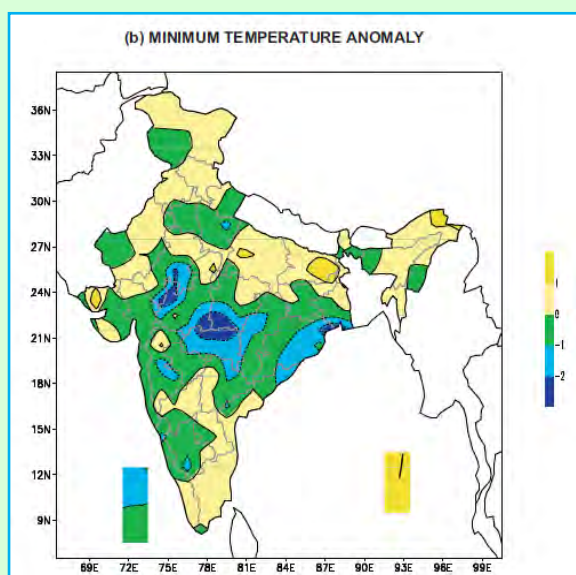 (b) MINIMUM TEMPERATURE ANOMALY
36N
33N
30N
27N
24N
21N
18N
15N
12N
9N
69E 72E 75E 78E 81E 84E 87E 90E 93E 96E 99E
1
0
-1
-2